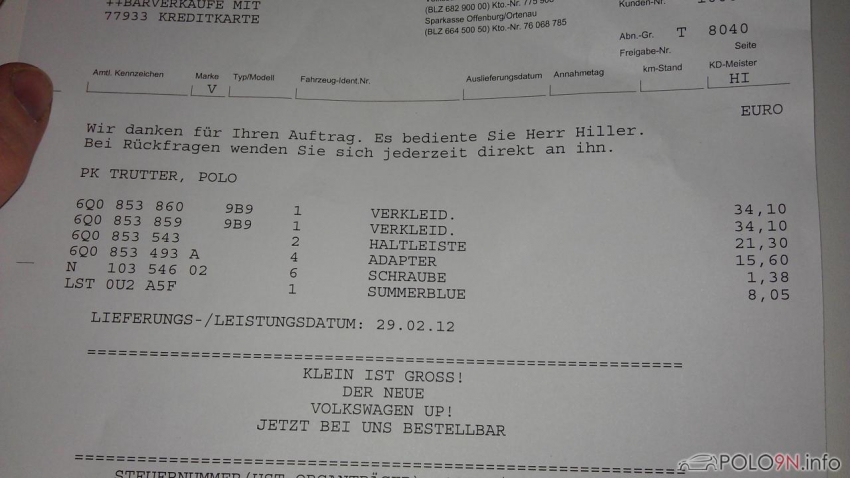 ++BARVERKÄUFE MIT
77933 KREDITKARTE
(BLZ 682 900 00) Kto.-Nr. 775 900
Sparkasse Offenburg/Ortenau
(BLZ 664 500 50) Kto.-Nr. 76 068 785
Kunden-Nr.
Abn.-Gr. T 8040
Freigabe-Nr. Seite
Amtl. Kennzeichen Marke Typ/Modell Fahrzeug-Ident.Nr. Auslieferungsdatum Annahmetag km-Stand KD-Meister
V HI
EURO
Wir danken für Ihren Auftrag. Es bediente Sie Herr Hiller.
Bei Rückfragen wenden Sie sich jederzeit direkt an ihn.
PK TRUTTER, POLO
6Q0 853 860 9B9 1 VERKLEID. 34,10
6Q0 853 859 9B9 1 VERKLEID. 34,10
6Q0 853 543 2 HALTLEISTE 21,30
6Q0 853 493 A 4 ADAPTER 15,60
N 103 546 02 6 SCHRAUBE 1,38
LST 0U2 A5F 1 SUMMERBLUE 8,05
LIEFERUNGS-/LEISTUNGSDATUM: 29.02.12
KLEIN IST GROSS!
DER NEUE
VOLKSWAGEN UP!
JETZT BEI UNS BESTELLBAR
POLO9N.info